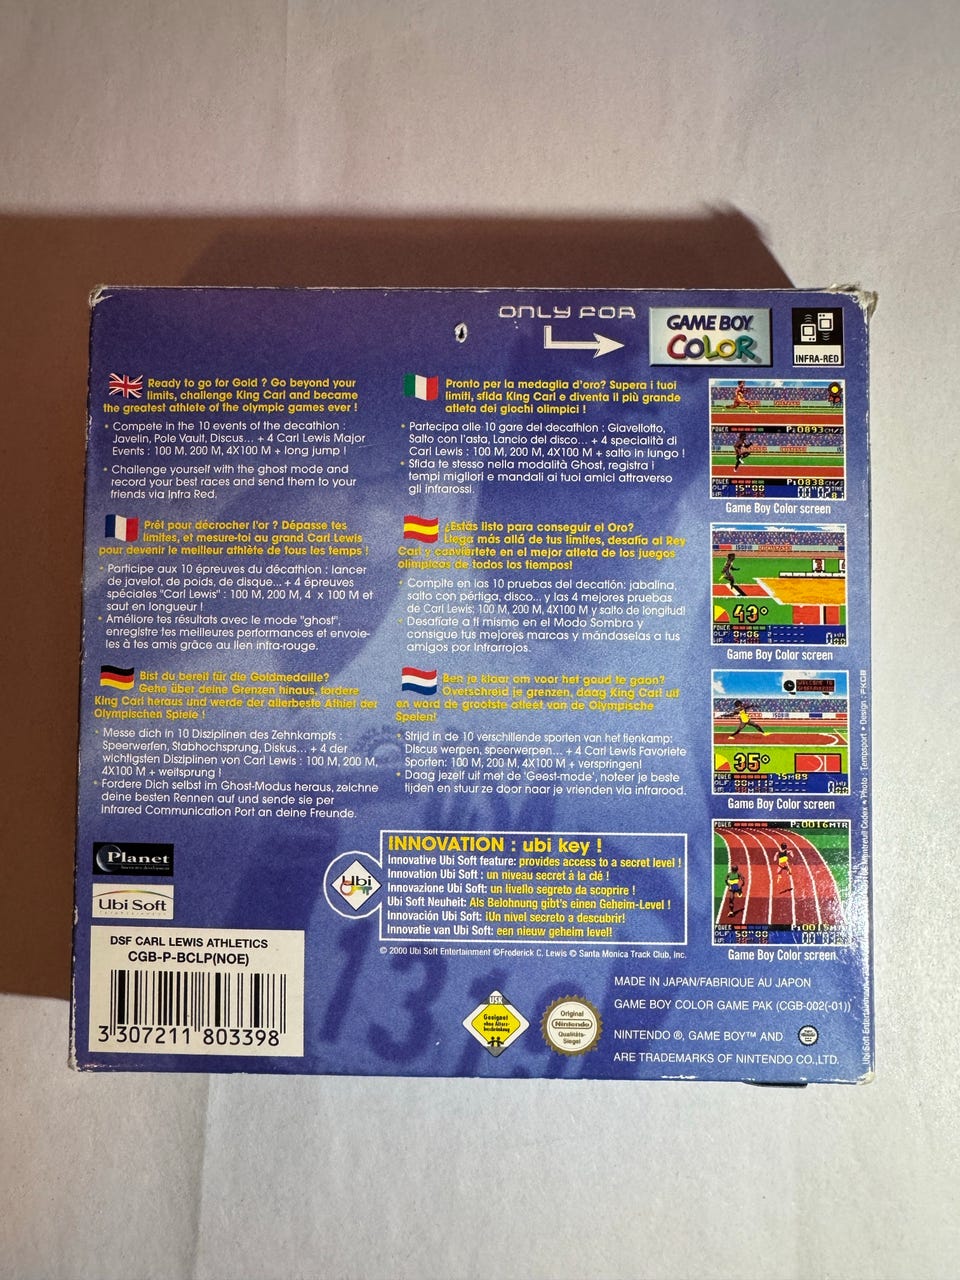 ONLY FOR
GAME BOY
COLOR
INFRA-RED
Ready to go for Gold ? Go beyond your
limits, challenge King Carl and became
the greatest athlete of the olympic games ever !
• Compete in the 10 events of the decathlon :
Javelin, Pole Vault, Discus... + 4 Carl Lewis Major
Events : 100 M, 200 M, 4X100 M + long jump !
• Challenge yourself with the ghost mode and
record your best races and send them to your
friends via Infra Red.
Prêt pour décrocher l'or ? Dépasse tes
limites, et mesure-toi au grand Carl Lewis
pour devenir le meilleur athlète de tous les temps !
• Participe aux 10 épreuves du décathlon : lancer
de javelot, de poids, de disque... + 4 épreuves
spéciales "Carl Lewis" : 100 M, 200 M, 4 x 100 M et
saut en longueur !
• Améliore tes résultats avec le mode "ghost",
enregistre tes meilleures performances et envoie-
les à tes amis grâce au lien infra-rouge.
Bist du bereit für die Goldmedaille?
Gehe über deine Grenzen hinaus, fordere
King Carl heraus und werde der allerbeste Athlet der
Olympischen Spiele !
• Messe dich in 10 Disziplinen des Zehnkampfs :
Speerwerfen, Stabhochsprung, Diskus... + 4 der
wichtigsten Disziplinen von Carl Lewis : 100 M, 200 M,
4X100 M + weitsprung !
• Fordere Dich selbst im Ghost-Modus heraus, zeichne
deine besten Rennen auf und sende sie per
Infrared Communication Port an deine Freunde.
Pronto per la medaglia d'oro? Supera i tuoi
limiti, sfida King Carl e diventa il più grande
atleta dei giochi olimpici !
• Partecipa alle 10 gare del decathlon : Giavellotto,
Salto con l'asta, Lancio del disco... + 4 specialità di
Carl Lewis : 100 M, 200 M, 4X100 M + salto in lungo !
• Sfida te stesso nella modalità Ghost, registra i
tempi migliori e mandali ai tuoi amici attraverso
gli infrarossi.
¿Estás listo para conseguir el Oro?
Llega más allá de tus límites, desafía al Rey
Carl y conviértete en el mejor atleta de los juegos
olímpicos de todos los tiempos!
• Compite en las 10 pruebas del decatlón: jabalina,
salto con pértiga, disco... y las 4 mejores pruebas
de Carl Lewis: 100 M, 200 M, 4X100 M y salto de longitud!
• Desafíate a ti mismo en el Modo Sombra y
consigue tus mejores marcas y mándaselas a tus
amigos por Infrarrojos.
Ben je klaar om voor het goud te gaan?
Overschreid je grenzen, daag King Carl uit
en word de grootste atleet van de Olympische
Spelen!
• Strijd in de 10 verschillende sporten van het tienkamp:
Discus werpen, speerwerpen... + 4 Carl Lewis Favoriete
Sporten: 100 M, 200 M, 4X100 M + verspringen!
• Daag jezelf uit met de 'Geest-mode', noteer je beste
tijden en stuur ze door naar je vrienden via infrarood.
Game Boy Color screen
43°
Game Boy Color screen
35°
Game Boy Color screen
Game Boy Color screen
Planet
Ubi Soft
Ubi
Soft
INNOVATION : ubi key !
Innovative Ubi Soft feature: provides access to a secret level !
Innovation Ubi Soft : un niveau secret à la clé !
Innovazione Ubi Soft: un livello segreto da scoprire !
Ubi Soft Neuheit: Als Belohnung gibt's einen Geheim-Level !
Innovación Ubi Soft: ¡Un nivel secreto a descubrir!
Innovatie van Ubi Soft: een nieuw geheim level!
© 2000 Ubi Soft Entertainment ©Frederick C. Lewis © Santa Monica Track Club, Inc.
DSF CARL LEWIS ATHLETICS
CGB-P-BCLP(NOE)
3 307211 803398
USK
Geeignet
ohne Alters-
beschränkung
Original
Nintendo
Qualitäts-
Siegel
MADE IN JAPAN/FABRIQUE AU JAPON
GAME BOY COLOR GAME PAK (CGB-002(-01))
NINTENDO ®, GAME BOY™ AND
ARE TRADEMARKS OF NINTENDO CO.,LTD.
Ubi Soft Entertainment
Montreuil Codex • Photo : Tempsport • Design : PKGB